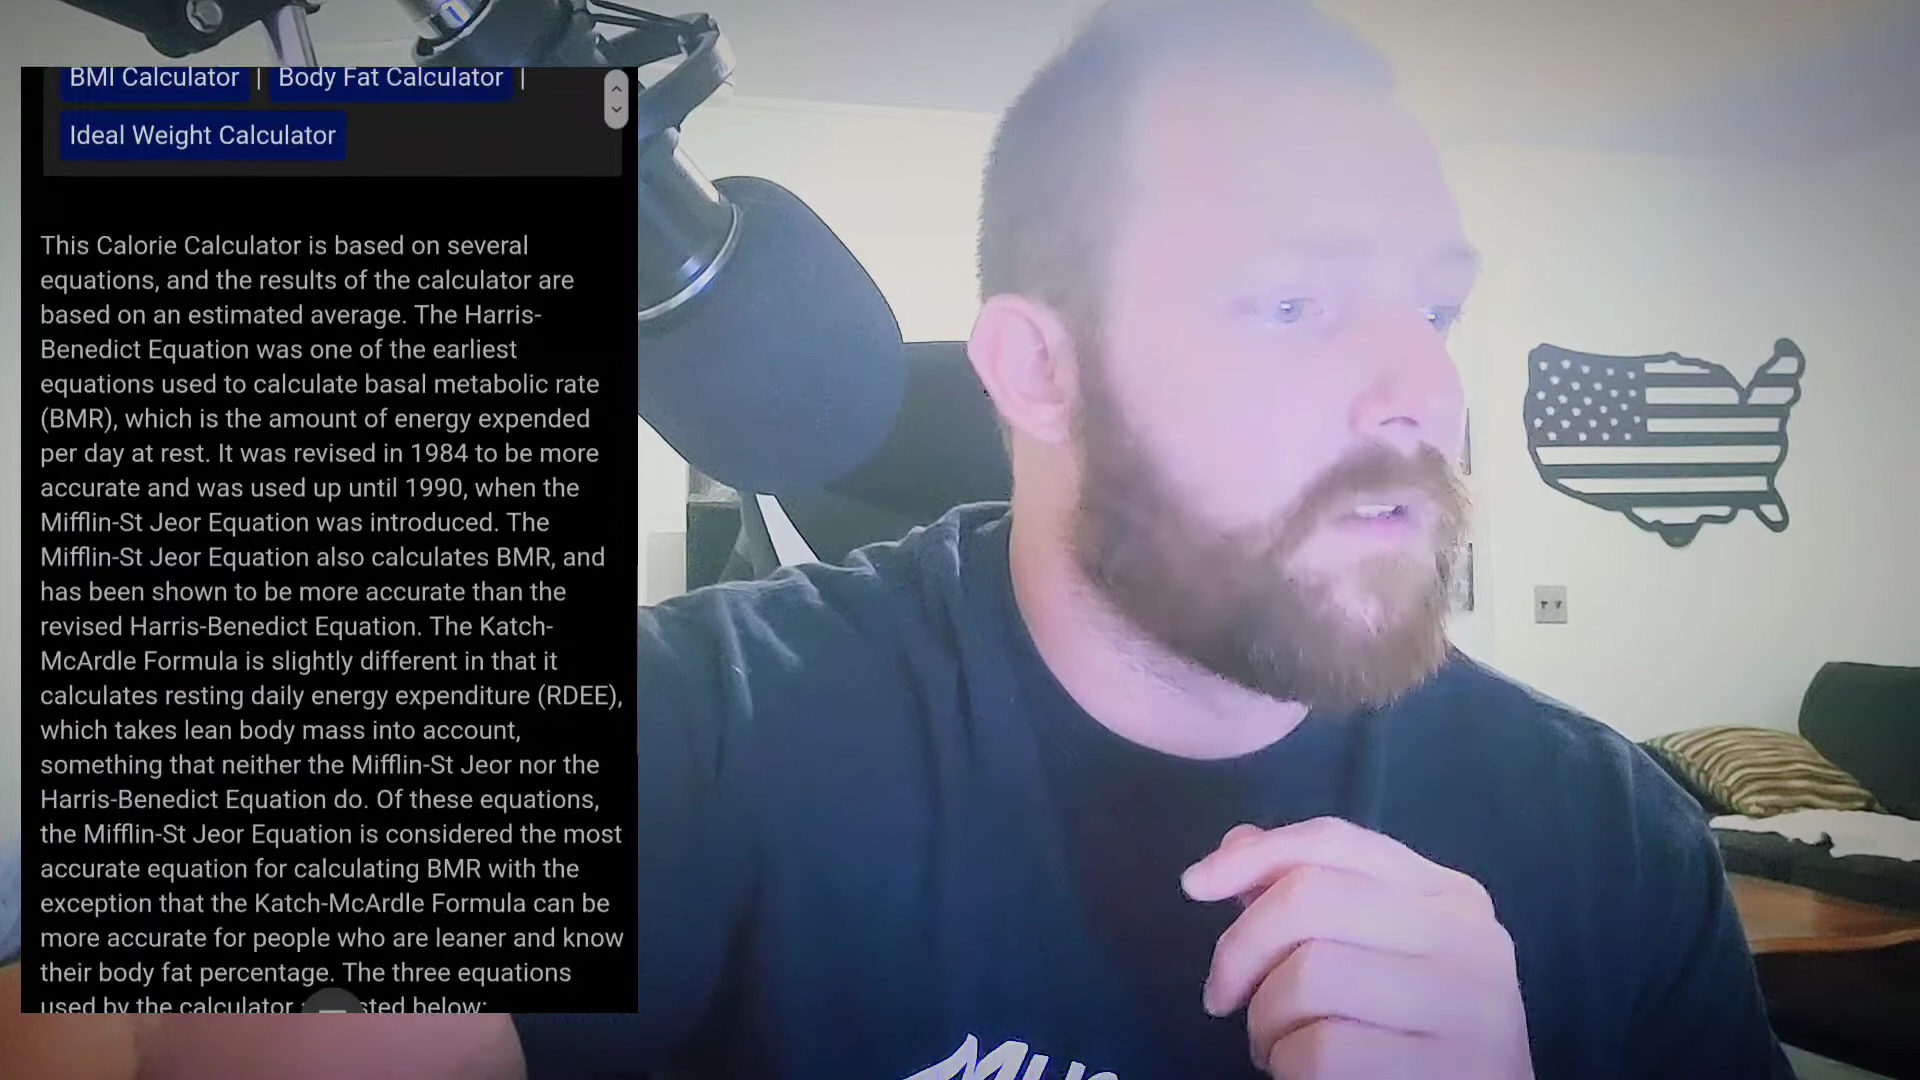 BMI Calculator | Body Fat Calculator |
Ideal Weight Calculator
This Calorie Calculator is based on several
equations, and the results of the calculator are
based on an estimated average. The Harris-
Benedict Equation was one of the earliest
equations used to calculate basal metabolic rate
(BMR), which is the amount of energy expended
per day at rest. It was revised in 1984 to be more
accurate and was used up until 1990, when the
Mifflin-St Jeor Equation was introduced. The
Mifflin-St Jeor Equation also calculates BMR, and
has been shown to be more accurate than the
revised Harris-Benedict Equation. The Katch-
McArdle Formula is slightly different in that it
calculates resting daily energy expenditure (RDEE),
which takes lean body mass into account,
something that neither the Mifflin-St Jeor nor the
Harris-Benedict Equation do. Of these equations,
the Mifflin-St Jeor Equation is considered the most
accurate equation for calculating BMR with the
exception that the Katch-McArdle Formula can be
more accurate for people who are leaner and know
their body fat percentage. The three equations
used by the calculator below: